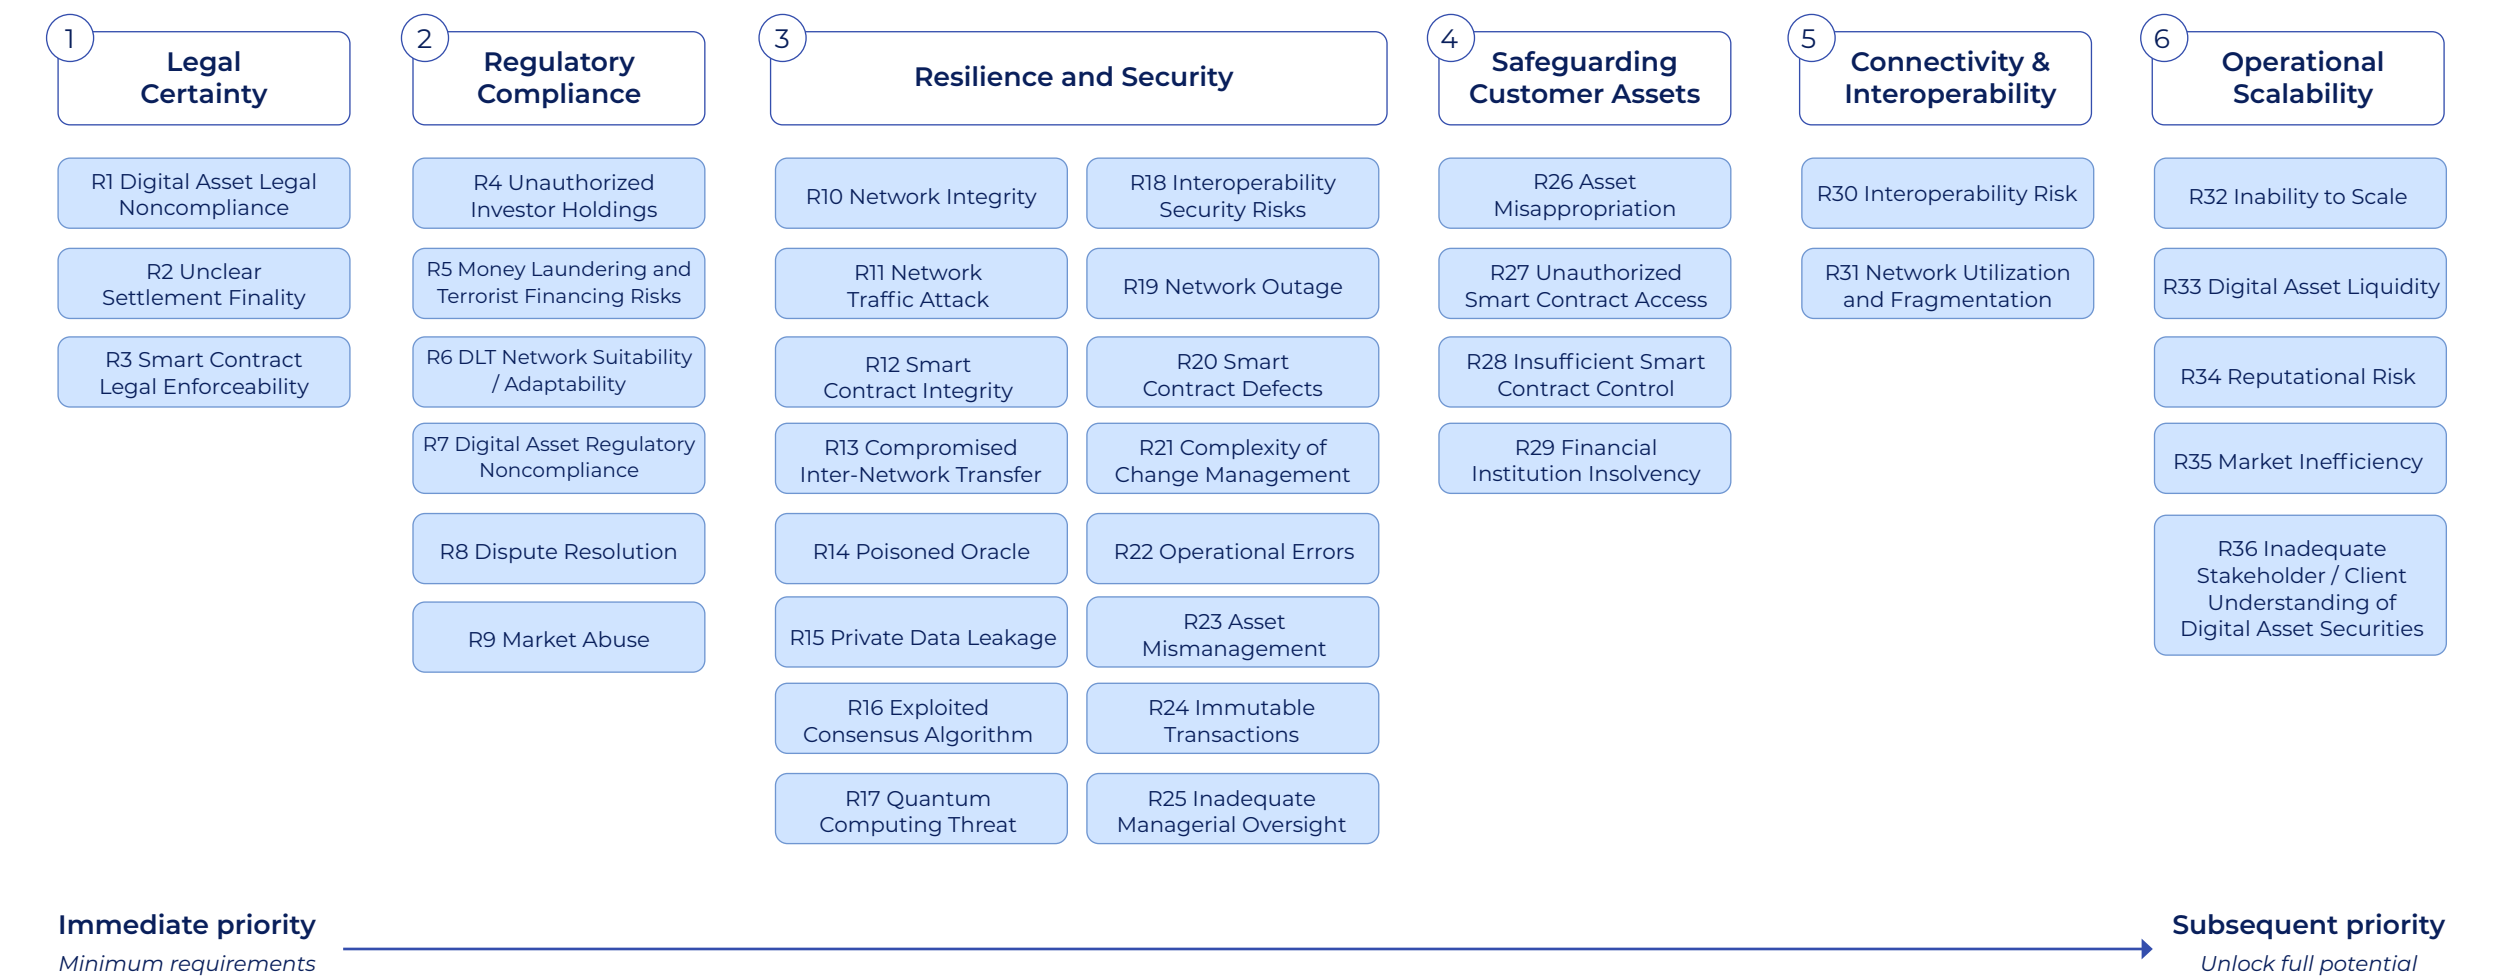 1
Legal
Certainty
R1 Digital Asset Legal
Noncompliance
R2 Unclear
Settlement Finality
R3 Smart Contract
Legal Enforceability
2
Regulatory
Compliance
R4 Unauthorized
Investor Holdings
R5 Money Laundering and
Terrorist Financing Risks
R6 DLT Network Suitability
/ Adaptability
R7 Digital Asset Regulatory
Noncompliance
R8 Dispute Resolution
R9 Market Abuse
3
Resilience and Security
R10 Network Integrity
R11 Network
Traffic Attack
R12 Smart
Contract Integrity
R13 Compromised
Inter-Network Transfer
R14 Poisoned Oracle
R15 Private Data Leakage
R16 Exploited
Consensus Algorithm
R17 Quantum
Computing Threat
R18 Interoperability
Security Risks
R19 Network Outage
R20 Smart
Contract Defects
R21 Complexity of
Change Management
R22 Operational Errors
R23 Asset
Mismanagement
R24 Immutable
Transactions
R25 Inadequate
Managerial Oversight
4
Safeguarding
Customer Assets
R26 Asset
Misappropriation
R27 Unauthorized
Smart Contract Access
R28 Insufficient Smart
Contract Control
R29 Financial
Institution Insolvency
5
Connectivity &
Interoperability
R30 Interoperability Risk
R31 Network Utilization
and Fragmentation
6
Operational
Scalability
R32 Inability to Scale
R33 Digital Asset Liquidity
R34 Reputational Risk
R35 Market Inefficiency
R36 Inadequate
Stakeholder / Client
Understanding of
Digital Asset Securities
Immediate priority
Minimum requirements
Subsequent priority
Unlock full potential